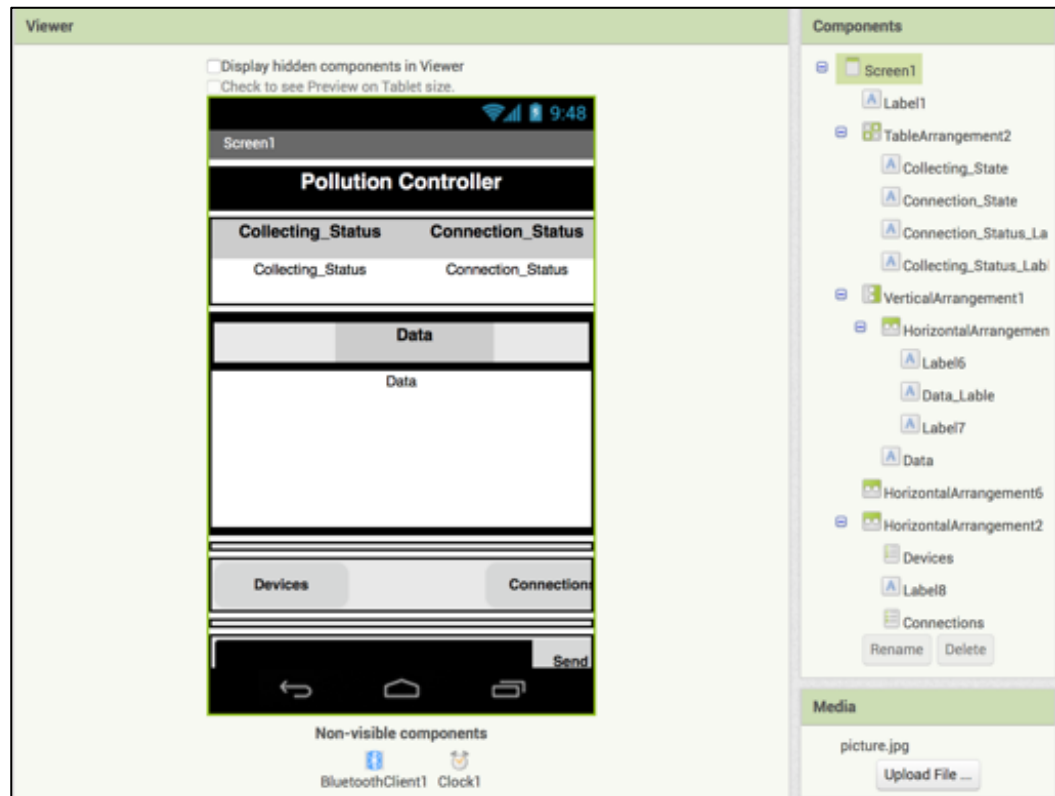 Viewer
Display hidden components in Viewer
Check to see Preview on Tablet size.
9:48
Screen1
Pollution Controller
Collecting_Status Connection_Status
Collecting_Status Connection_Status
Data
Data
Devices Connections
Send
Non-visible components
BluetoothClient1 Clock1
Components
Screen1
Label1
TableArrangement2
Collecting_State
Connection_State
Connection_Status_La
Collecting_Status_Labl
VerticalArrangement1
HorizontalArrangemen
Label6
Data_Lable
Label7
Data
HorizontalArrangement6
HorizontalArrangement2
Devices
Label8
Connections
Rename Delete
Media
picture.jpg
Upload File ...